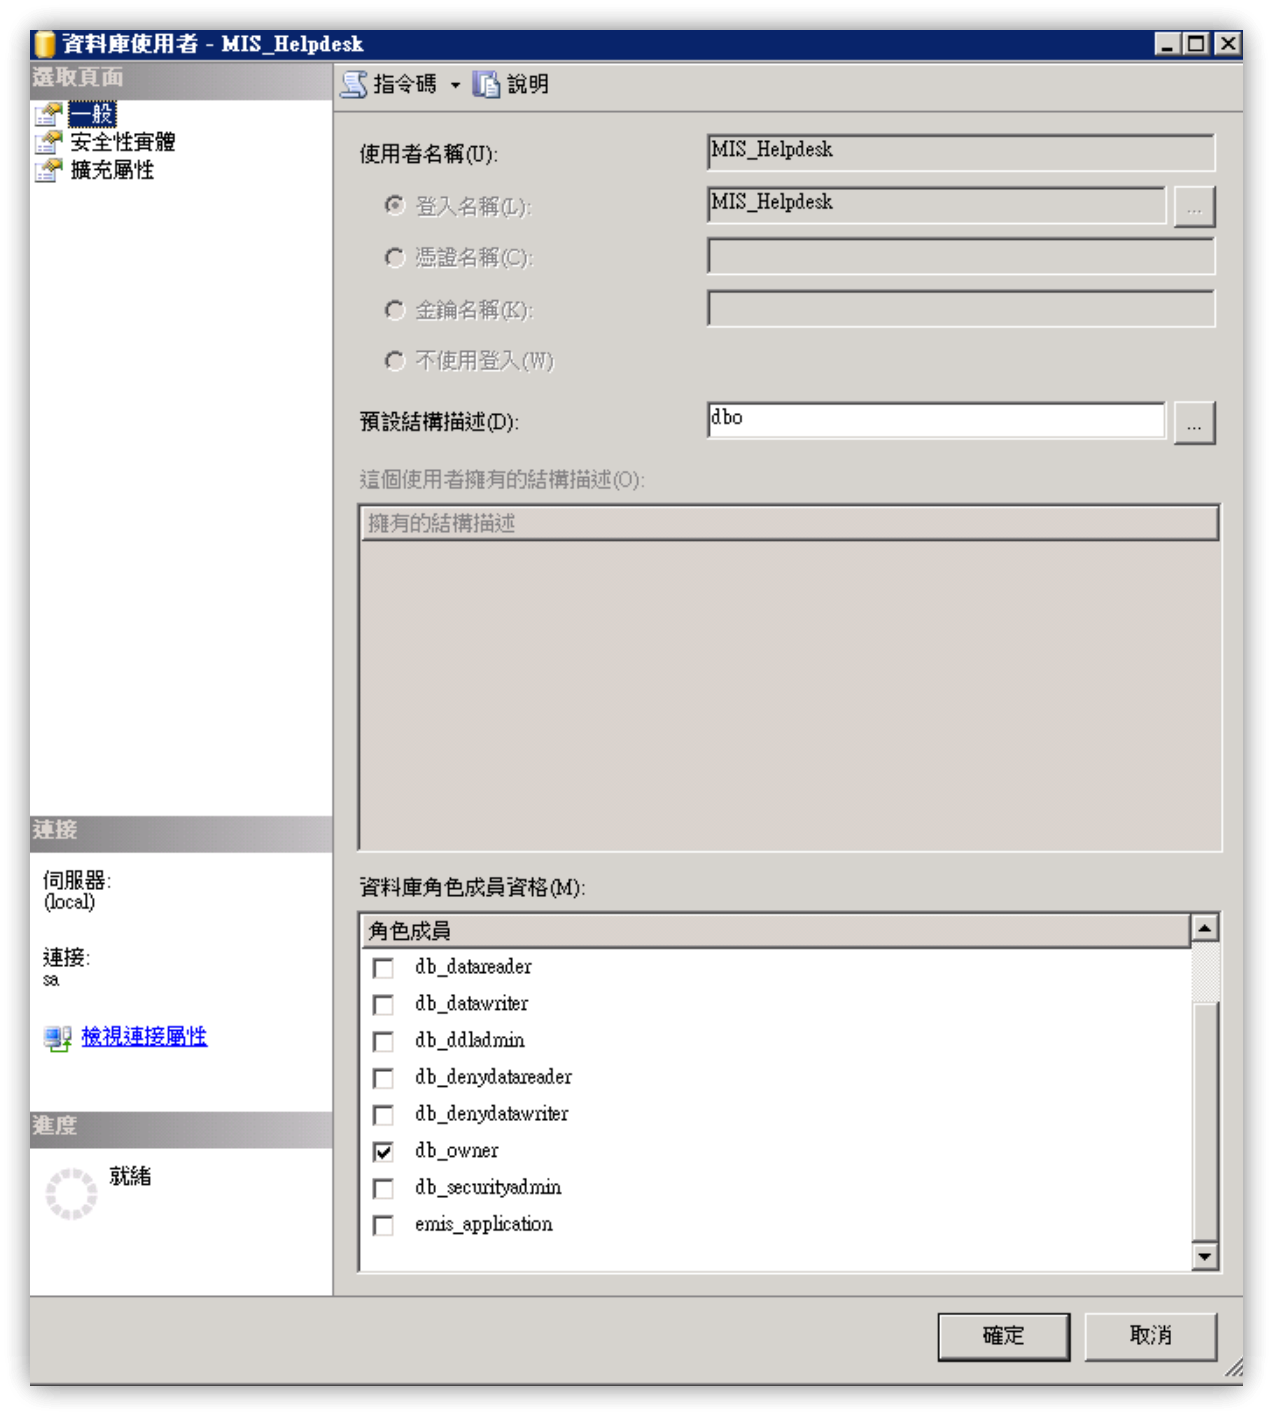 資料庫使用者 - MIS_Helpdesk
選取頁面
一般
安全性實體
擴充屬性
指令碼
說明
使用者名稱(U):
MIS_Helpdesk
登入名稱(L):
MIS_Helpdesk
...
憑證名稱(C):
金鑰名稱(K):
不使用登入(W)
預設結構描述(D):
dbo
...
這個使用者擁有的結構描述(O):
擁有的結構描述
連接
伺服器:
(local)
連接:
sa
檢視連接屬性
進度
就緒
資料庫角色成員資格(M):
角色成員
db_datareader
db_datawriter
db_ddladmin
db_denydatareader
db_denydatawriter
db_owner
db_securityadmin
emis_application
確定
取消